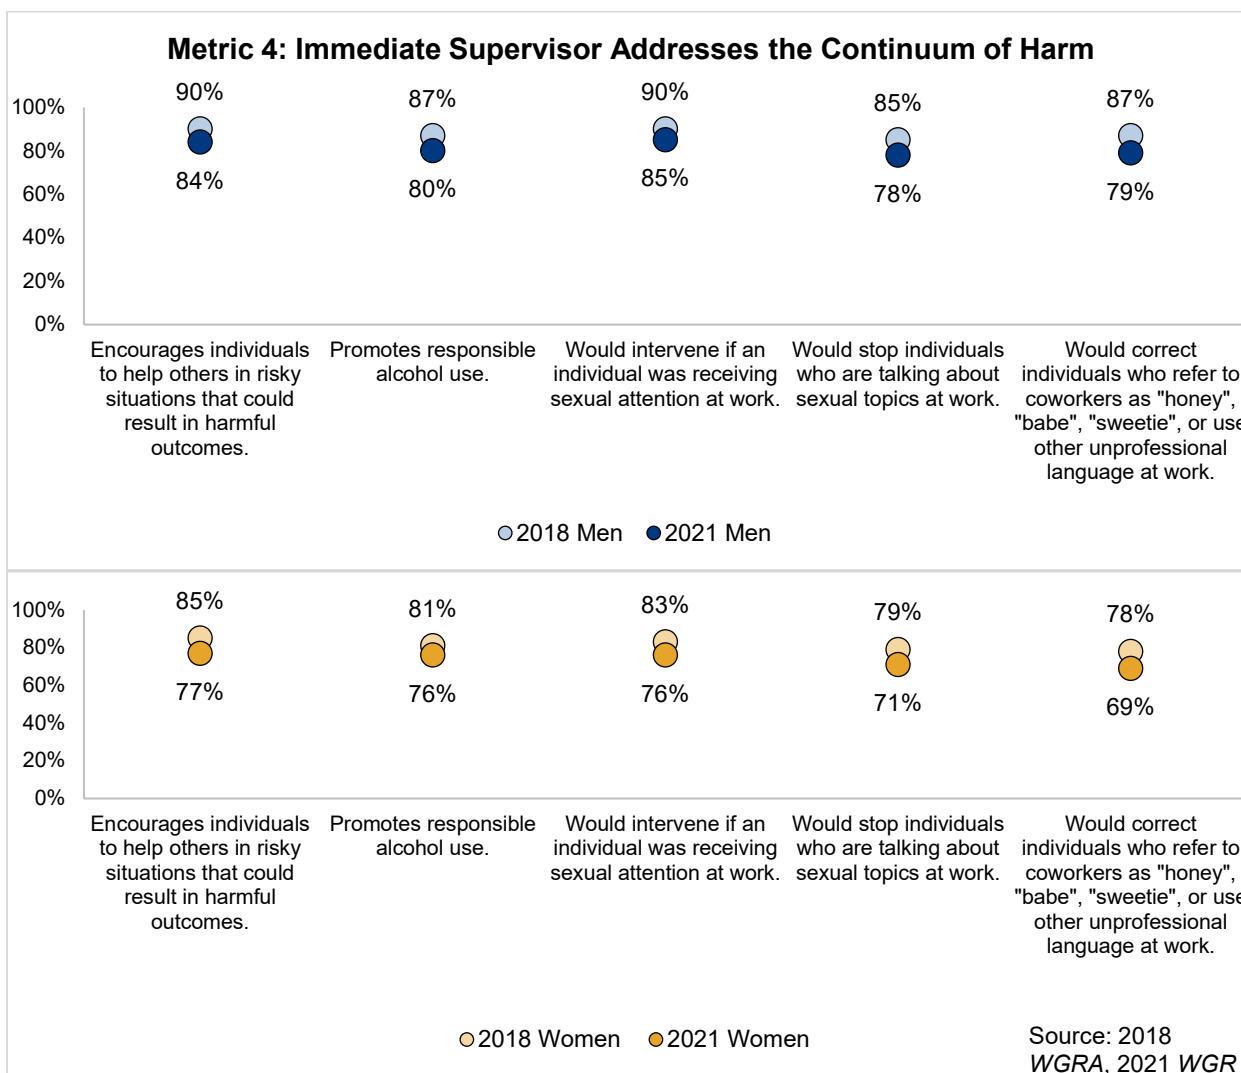 Metric 4: Immediate Supervisor Addresses the Continuum of Harm
90% 87% 90% 85% 87%
100%
80%
60%
40%
20%
0%
84% 80% 85% 78% 79%
Encourages individuals
to help others in risky
situations that could
result in harmful
outcomes.
Promotes responsible
alcohol use.
Would intervene if an
individual was receiving
sexual attention at work.
Would stop individuals
who are talking about
sexual topics at work.
Would correct
individuals who refer to
coworkers as "honey",
"babe", "sweetie", or use
other unprofessional
language at work.
2018 Men 2021 Men
85% 81% 83% 79% 78%
100%
80%
60%
40%
20%
0%
77% 76% 76% 71% 69%
Encourages individuals
to help others in risky
situations that could
result in harmful
outcomes.
Promotes responsible
alcohol use.
Would intervene if an
individual was receiving
sexual attention at work.
Would stop individuals
who are talking about
sexual topics at work.
Would correct
individuals who refer to
coworkers as "honey",
"babe", "sweetie", or use
other unprofessional
language at work.
2018 Women 2021 Women
Source: 2018
WGRA, 2021 WGR